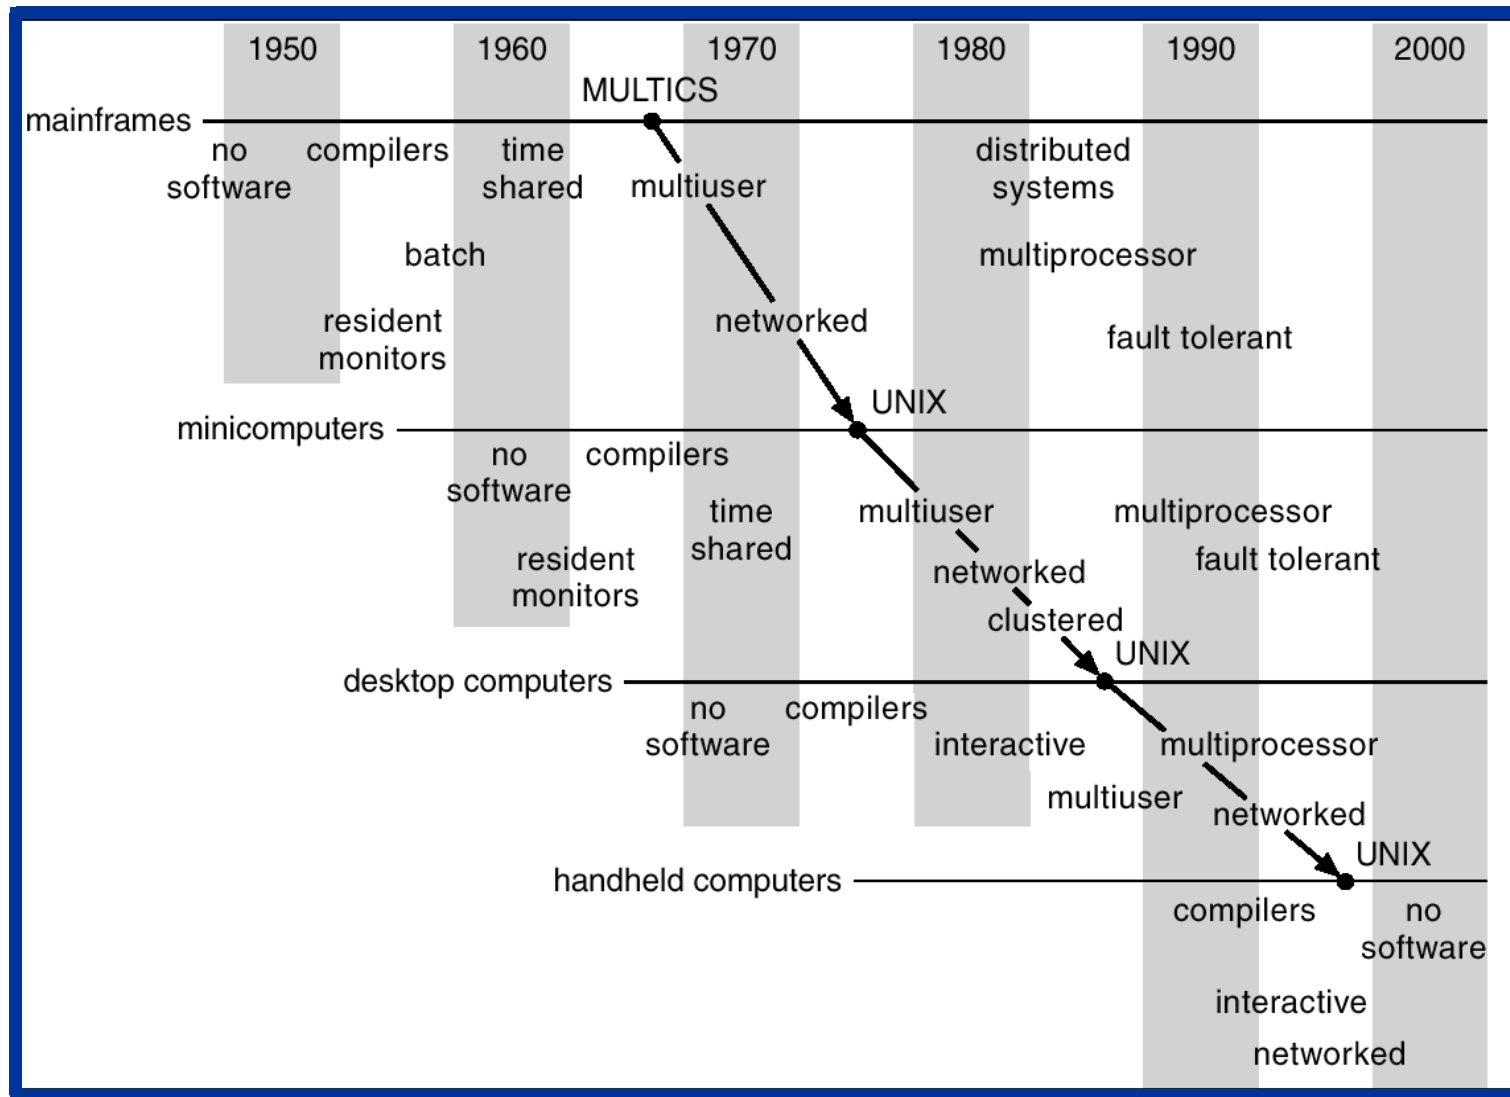 1950 1960 1970 1980 1990 2000
MULTICS
mainframes
no compilers time distributed
software shared multiuser systems
batch multiprocessor
resident networked fault tolerant
monitors
UNIX
minicomputers
no compilers
software
time multiuser multiprocessor
shared
resident networked fault tolerant
monitors
clustered
UNIX
desktop computers
no compilers
software interactive multiprocessor
multiuser
networked
UNIX
handheld computers
compilers no
software
interactive
networked